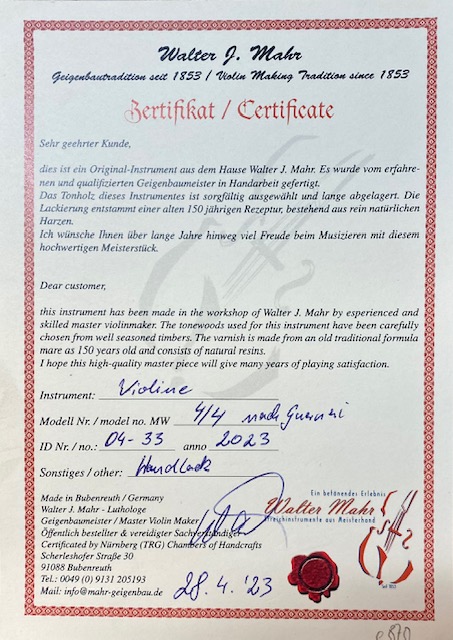 Walter J. Mahr
Geigenbautradition seit 1853 / Violin Making Tradition since 1853
Zertifikat / Certificate
Sehr geehrter Kunde,
dies ist ein Original-Instrument aus dem Hause Walter J. Mahr. Es wurde vom erfahre-
nen und qualifizierten Geigenbaumeister in Handarbeit gefertigt.
Das Tonholz dieses Instrumentes ist sorgfältig ausgewählt und lange abgelagert. Die
Lackierung entstammt einer alten 150 jährigen Rezeptur, bestehend aus rein natürlichen
Harzen.
Ich wünsche Ihnen über lange Jahre hinweg viel Freude beim Musizieren mit diesem
hochwertigen Meisterstück.
Dear customer,
this instrument has been made in the workshop of Walter J. Mahr by esperienced and
skilled master violinmaker. The tonewoods used for this instrument have been carefully
chosen from well seasoned timbers. The varnish is made from an old traditional formula
mare as 150 years old and consists of natural resins.
I hope this high-quality master piece will give many years of playing satisfaction.
Instrument: Violine
Modell Nr. / model no. MW 4/4 nach Guarneri
ID Nr. / no.: 04-33 anno 2023
Sonstiges / other: Handlack
Made in Bubenreuth / Germany
Walter J. Mahr - Luthologe
Geigenbaumeister / Master Violin Maker
Öffentlich bestellter & vereidigter Sachverständiger
Certificated by Nürnberg (TRG) Chambers of Handcrafts
Scherleshofer Straße 30
91088 Bubenreuth
Tel.: 0049 (0) 9131 205193
Mail: info@mahr-geigenbau.de
28.4.'23
Ein betönendes Erlebnis
Walter Mahr
Streichinstrumente aus Meisterhand
seit 1853